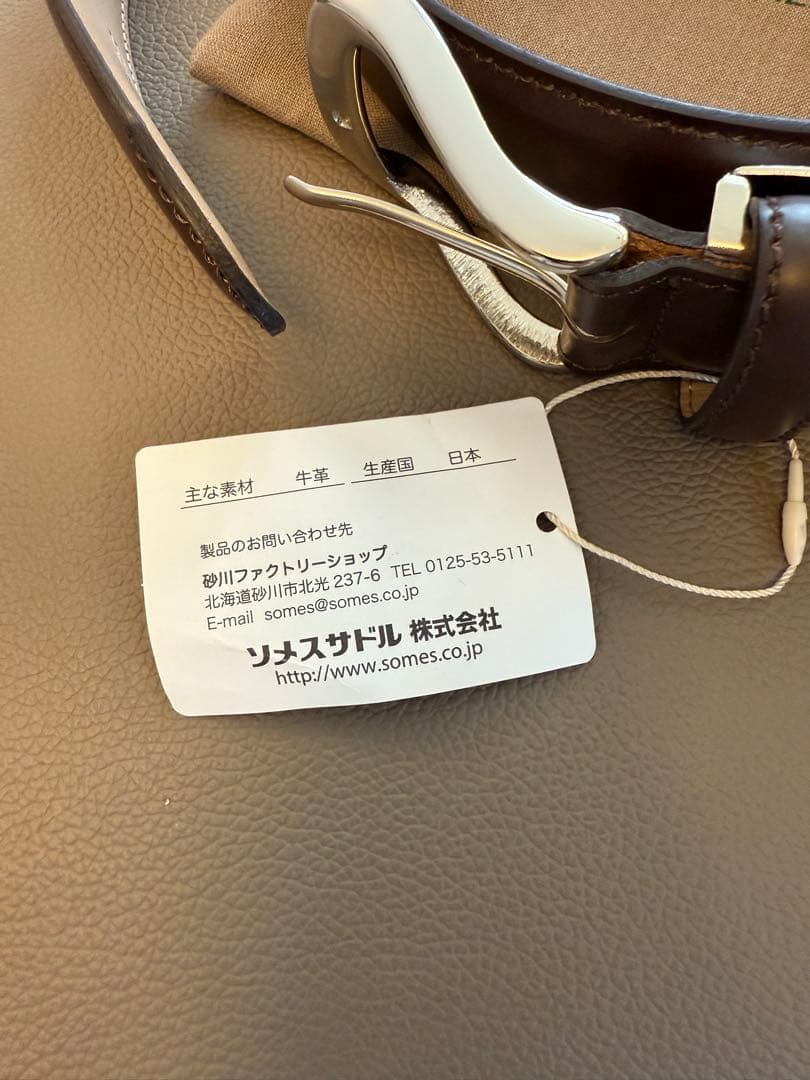 主な素材 牛革 生産国 日本
製品のお問い合わせ先
砂川ファクトリーショップ
北海道砂川市北光 237-6 TEL 0125-53-5111
E-mail somes@somes.co.jp
ソメスサドル 株式会社
http://www.somes.co.jp